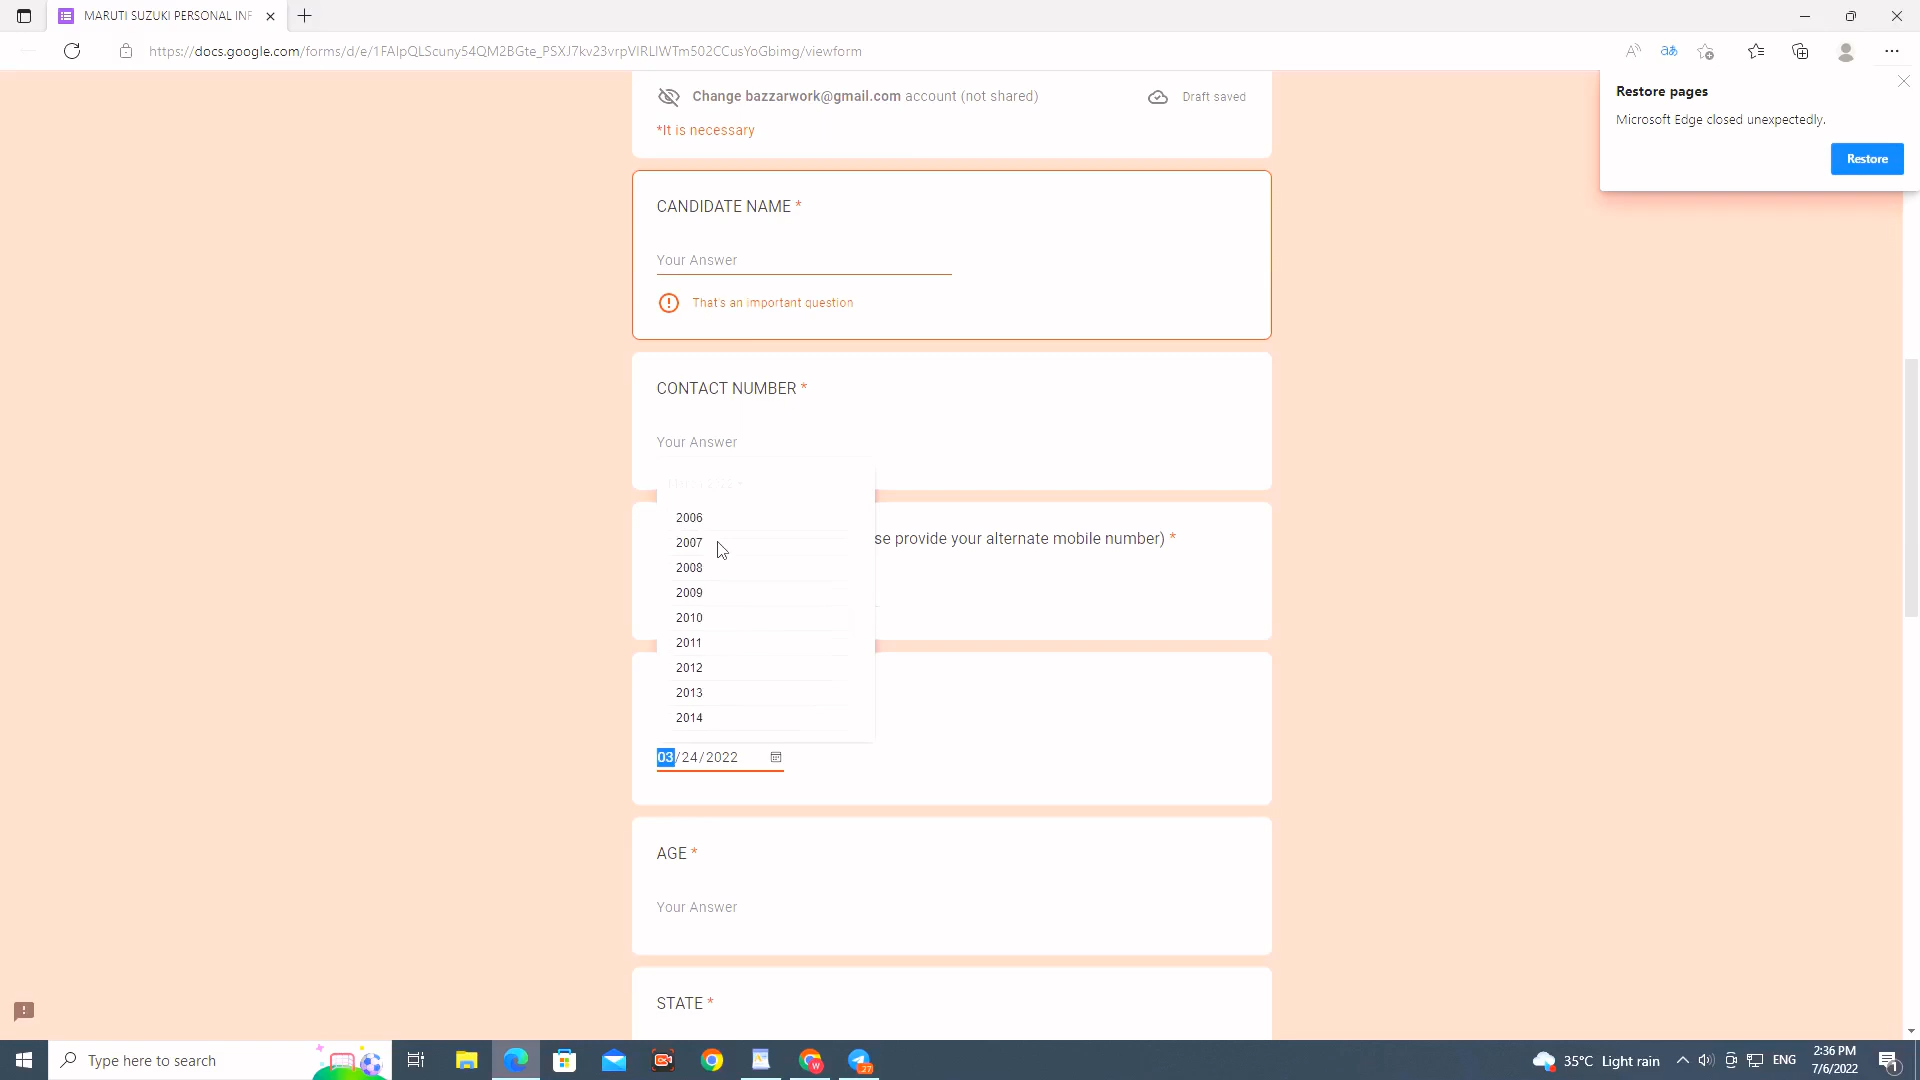 MARUTI SUZUKI PERSONAL INF
https://docs.google.com/forms/d/e/1FAIpQLScuny54QM2BGte_PSXJ7kv23vrpVIRLIWTm502CCusYoGbimg/viewform
Restore pages
Microsoft Edge closed unexpectedly.
Restore
Change bazzarwork@gmail.com account (not shared)
Draft saved
*It is necessary
CANDIDATE NAME *
Your Answer
That's an important question
CONTACT NUMBER *
Your Answer
se provide your alternate mobile number) *
2006
2007
2008
2009
2010
2011
2012
2013
2014
03/24/2022
AGE *
Your Answer
STATE *
Type here to search
27
35°C Light rain
ENG
2:36 PM
7/6/2022
1